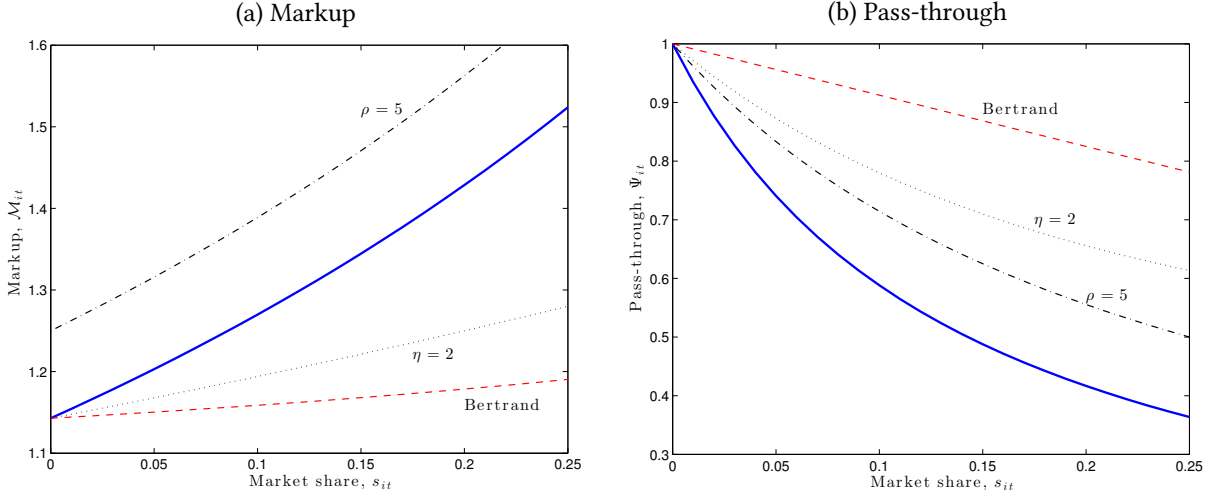 (a) Markup
1.6
1.5
1.4
1.3
1.2
1.1
Markup, ℳ_it
ρ = 5
η = 2
Bertrand
0
0.05
0.1
0.15
0.2
0.25
Market share, s_it
(b) Pass-through
1
0.9
0.8
0.7
0.6
0.5
0.4
0.3
Pass-through, Ψ_it
Bertrand
η = 2
ρ = 5
0
0.05
0.1
0.15
0.2
0.25
Market share, s_it